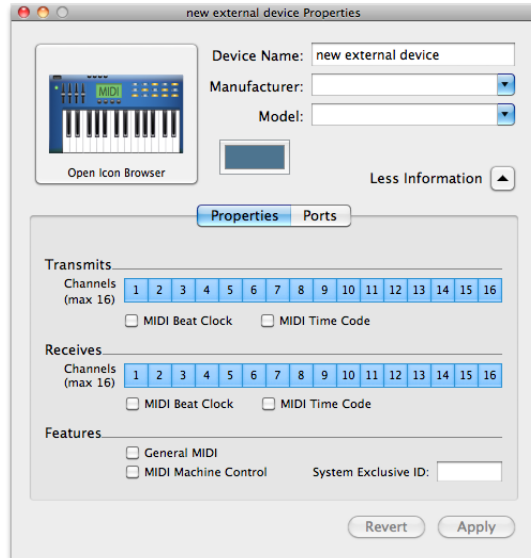 new external device Properties
MIDI
Open Icon Browser
Device Name: new external device
Manufacturer:
Model:
Less Information
Properties Ports
Transmits
Channels 1 2 3 4 5 6 7 8 9 10 11 12 13 14 15 16
(max 16)
MIDI Beat Clock MIDI Time Code
Receives
Channels 1 2 3 4 5 6 7 8 9 10 11 12 13 14 15 16
(max 16)
MIDI Beat Clock MIDI Time Code
Features
General MIDI
MIDI Machine Control System Exclusive ID:
Revert Apply